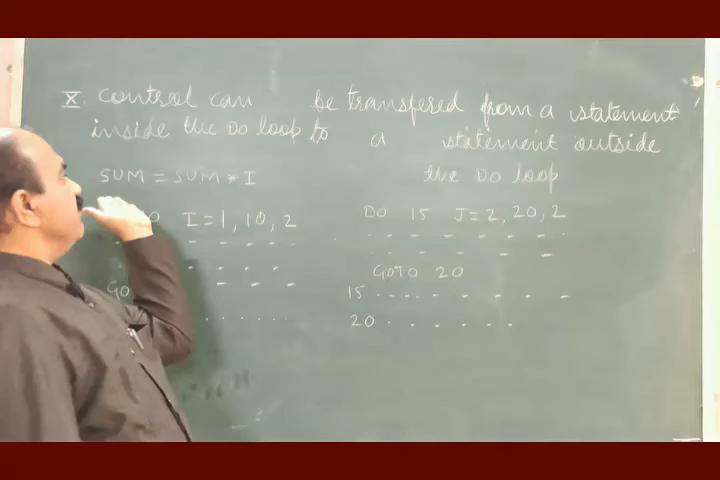 X. Control can be transfered from a statement
inside the DO loop to a statement outside
the DO loop
SUM = SUM * I
I = 1, 10, 2
GO
DO 15 J = 2, 20, 2
GOTO 20
15
20